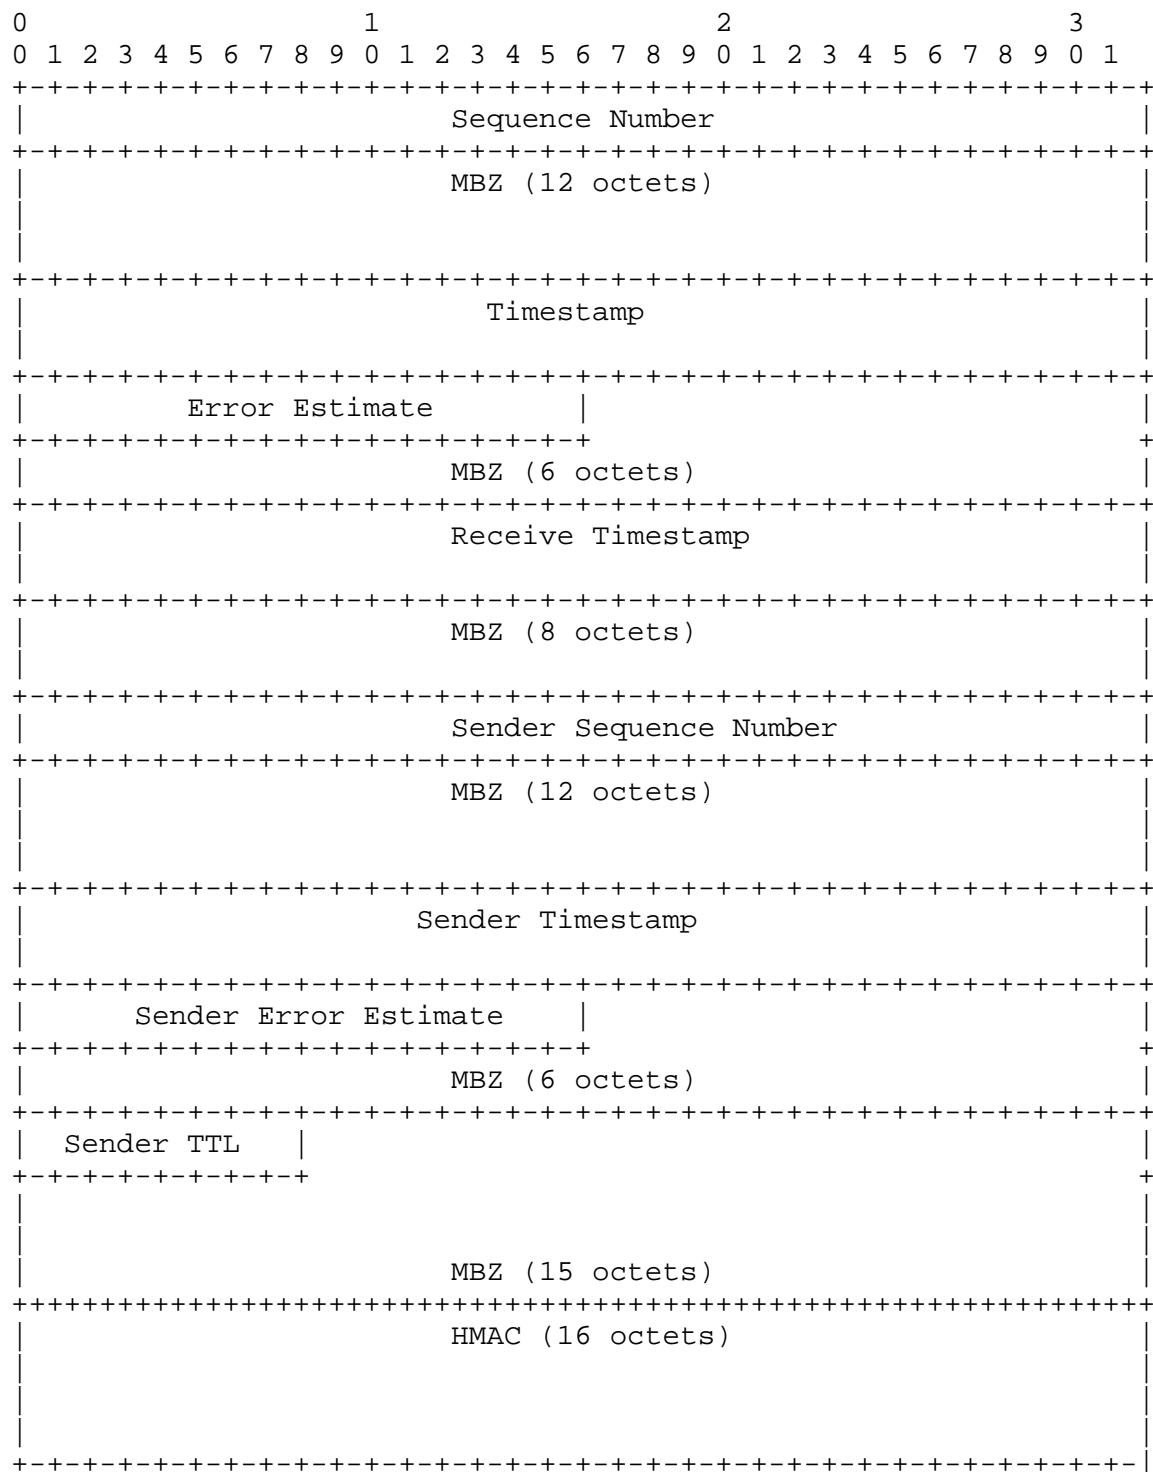 0                   1                   2                   3
0 1 2 3 4 5 6 7 8 9 0 1 2 3 4 5 6 7 8 9 0 1 2 3 4 5 6 7 8 9 0 1
+-+-+-+-+-+-+-+-+-+-+-+-+-+-+-+-+-+-+-+-+-+-+-+-+-+-+-+-+-+-+-+-+
|                        Sequence Number                        |
+-+-+-+-+-+-+-+-+-+-+-+-+-+-+-+-+-+-+-+-+-+-+-+-+-+-+-+-+-+-+-+-+
|                        MBZ (12 octets)                        |
|                                                               |
|                                                               |
+-+-+-+-+-+-+-+-+-+-+-+-+-+-+-+-+-+-+-+-+-+-+-+-+-+-+-+-+-+-+-+-+
|                          Timestamp                            |
|                                                               |
+-+-+-+-+-+-+-+-+-+-+-+-+-+-+-+-+-+-+-+-+-+-+-+-+-+-+-+-+-+-+-+-+
|         Error Estimate        |                               |
+-+-+-+-+-+-+-+-+-+-+-+-+-+-+-+-+                               +
|                        MBZ (6 octets)                         |
+-+-+-+-+-+-+-+-+-+-+-+-+-+-+-+-+-+-+-+-+-+-+-+-+-+-+-+-+-+-+-+-+
|                        Receive Timestamp                      |
|                                                               |
+-+-+-+-+-+-+-+-+-+-+-+-+-+-+-+-+-+-+-+-+-+-+-+-+-+-+-+-+-+-+-+-+
|                        MBZ (8 octets)                         |
|                                                               |
+-+-+-+-+-+-+-+-+-+-+-+-+-+-+-+-+-+-+-+-+-+-+-+-+-+-+-+-+-+-+-+-+
|                        Sender Sequence Number                 |
+-+-+-+-+-+-+-+-+-+-+-+-+-+-+-+-+-+-+-+-+-+-+-+-+-+-+-+-+-+-+-+-+
|                        MBZ (12 octets)                        |
|                                                               |
|                                                               |
+-+-+-+-+-+-+-+-+-+-+-+-+-+-+-+-+-+-+-+-+-+-+-+-+-+-+-+-+-+-+-+-+
|                      Sender Timestamp                         |
|                                                               |
+-+-+-+-+-+-+-+-+-+-+-+-+-+-+-+-+-+-+-+-+-+-+-+-+-+-+-+-+-+-+-+-+
|      Sender Error Estimate    |                               |
+-+-+-+-+-+-+-+-+-+-+-+-+-+-+-+-+                               +
|                        MBZ (6 octets)                         |
+-+-+-+-+-+-+-+-+-+-+-+-+-+-+-+-+-+-+-+-+-+-+-+-+-+-+-+-+-+-+-+-+
|  Sender TTL   |                                               |
+-+-+-+-+-+-+-+-+                                               +
|                                                               |
|                                                               |
|                        MBZ (15 octets)                        |
+++++++++++++++++++++++++++++++++++++++++++++++++++++++++++++++++
|                        HMAC (16 octets)                       |
|                                                               |
|                                                               |
|                                                               |
+-+-+-+-+-+-+-+-+-+-+-+-+-+-+-+-+-+-+-+-+-+-+-+-+-+-+-+-+-+-+-+-|